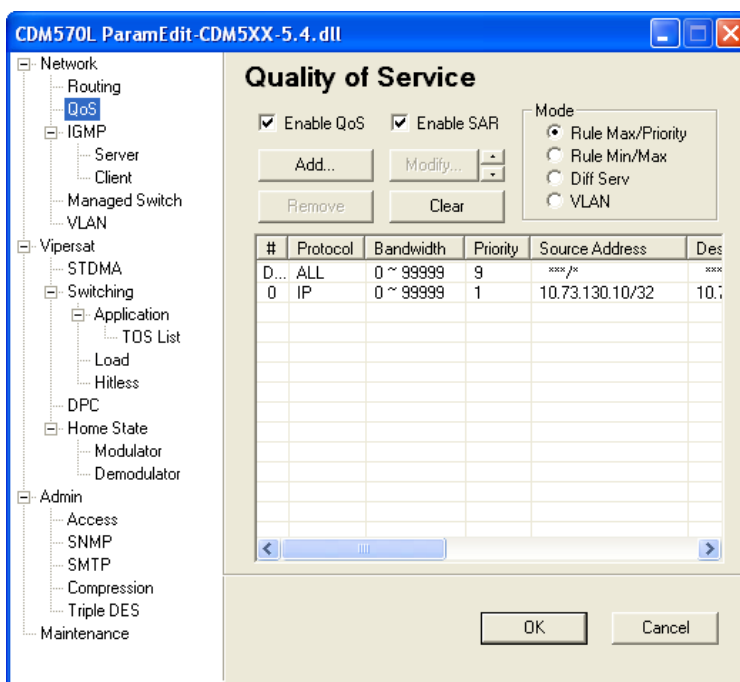 CDM570L ParamEdit-CDM5XX-5.4.dll
Network
Routing
QoS
IGMP
Server
Client
Managed Switch
VLAN
Vipersat
STDMA
Switching
Application
TOS List
Load
Hitless
DPC
Home State
Modulator
Demodulator
Admin
Access
SNMP
SMTP
Compression
Triple DES
Maintenance
Quality of Service
Enable QoS Enable SAR
Add... Modify...
Remove Clear
Mode
Rule Max/Priority
Rule Min/Max
Diff Serv
VLAN
# Protocol Bandwidth Priority Source Address Des
D... ALL 0 ~ 99999 9 ***/* ***
0 IP 0 ~ 99999 1 10.73.130.10/32 10.7
OK Cancel